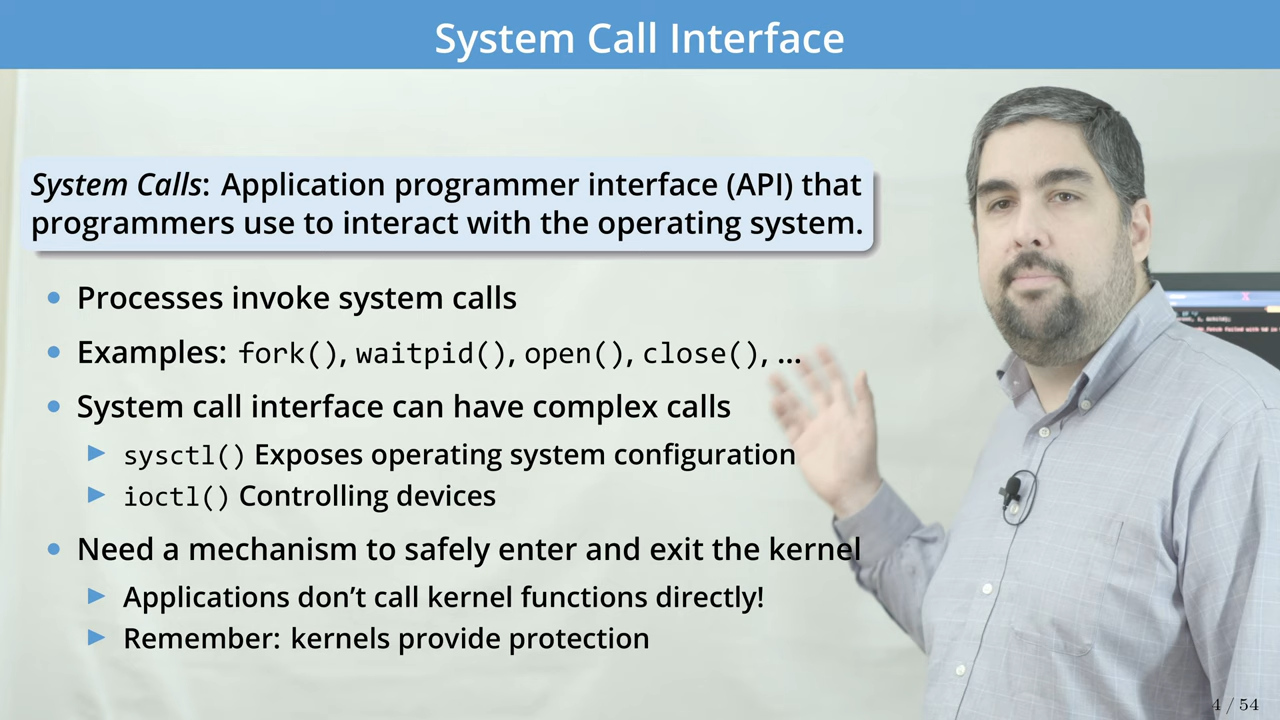 System Call Interface
System Calls: Application programmer interface (API) that
programmers use to interact with the operating system.
Processes invoke system calls
Examples: fork(), waitpid(), open(), close(), ...
System call interface can have complex calls
sysctl() Exposes operating system configuration
ioctl() Controlling devices
Need a mechanism to safely enter and exit the kernel
Applications don't call kernel functions directly!
Remember: kernels provide protection
4 / 54